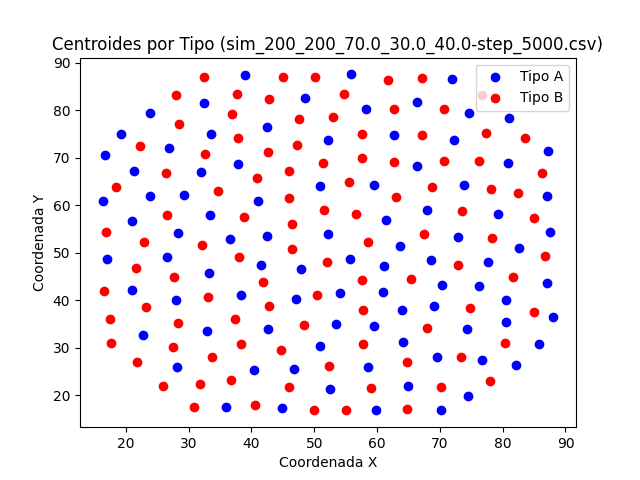 Centroides por Tipo (sim_200_200_70.0_30.0_40.0-step_5000.csv)
Tipo A
Tipo B
90
80
70
60
50
40
30
20
Coordenada Y
20 30 40 50 60 70 80 90
Coordenada X